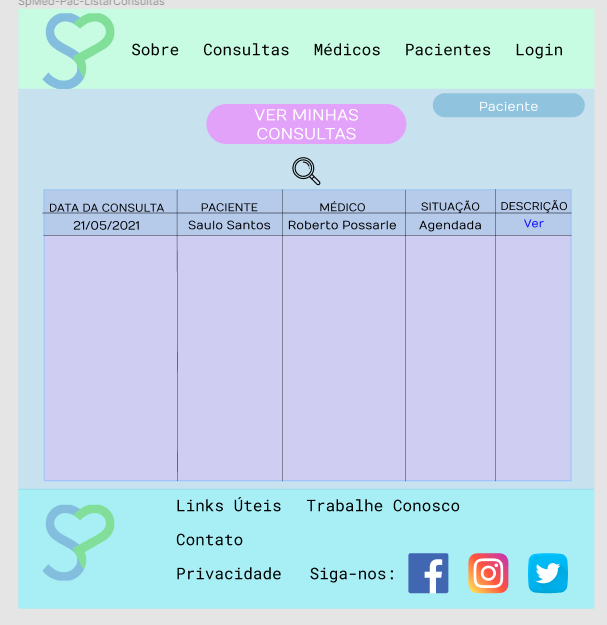 SpMed-Pac-ListarConsultas
Sobre Consultas Médicos Pacientes Login
Paciente
VER MINHAS
CONSULTAS
DATA DA CONSULTA PACIENTE MÉDICO SITUAÇÃO DESCRIÇÃO
21/05/2021 Saulo Santos Roberto Possarle Agendada Ver
Links Úteis Trabalhe Conosco
Contato
Privacidade Siga-nos: